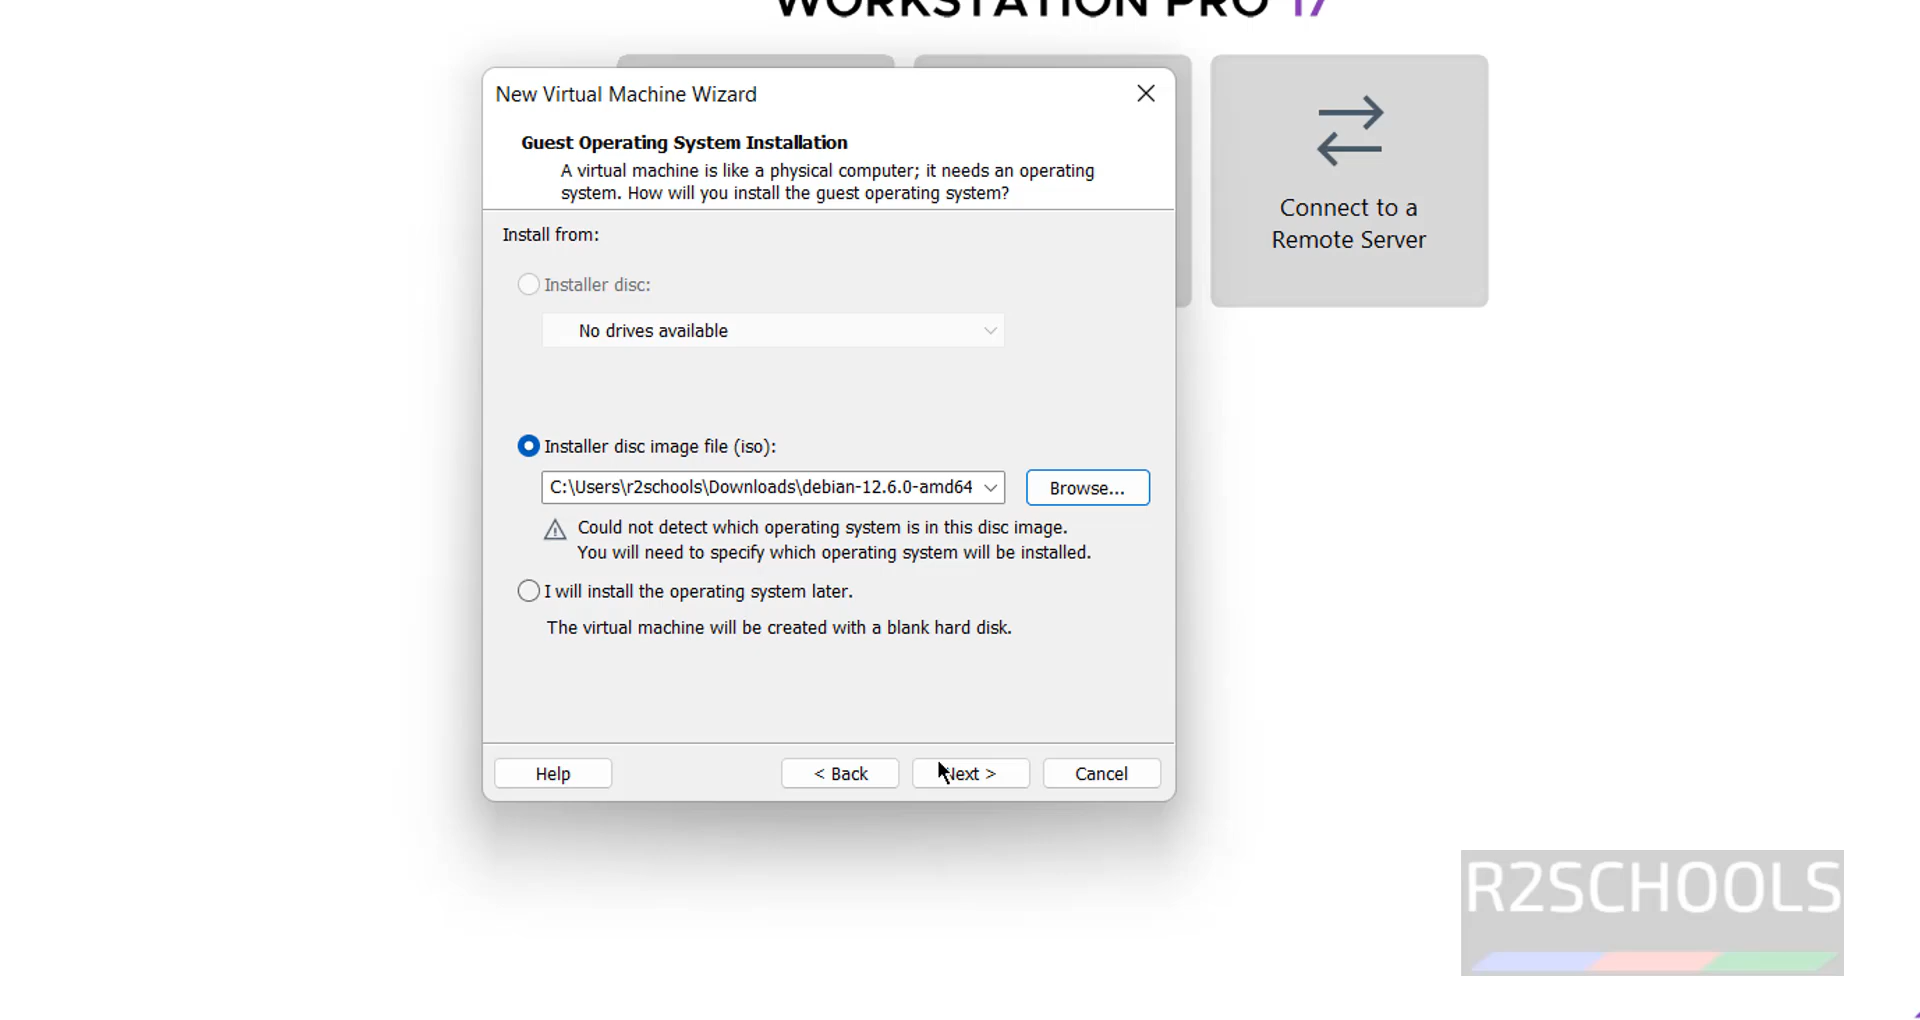 WORKSTATION PRO 17
New Virtual Machine Wizard
Guest Operating System Installation
A virtual machine is like a physical computer; it needs an operating
system. How will you install the guest operating system?
Install from:
Installer disc:
No drives available
Installer disc image file (iso):
C:\Users\r2schools\Downloads\debian-12.6.0-amd64
Browse...
Could not detect which operating system is in this disc image.
You will need to specify which operating system will be installed.
I will install the operating system later.
The virtual machine will be created with a blank hard disk.
Help
< Back
Next >
Cancel
Connect to a
Remote Server
R2SCHOOLS